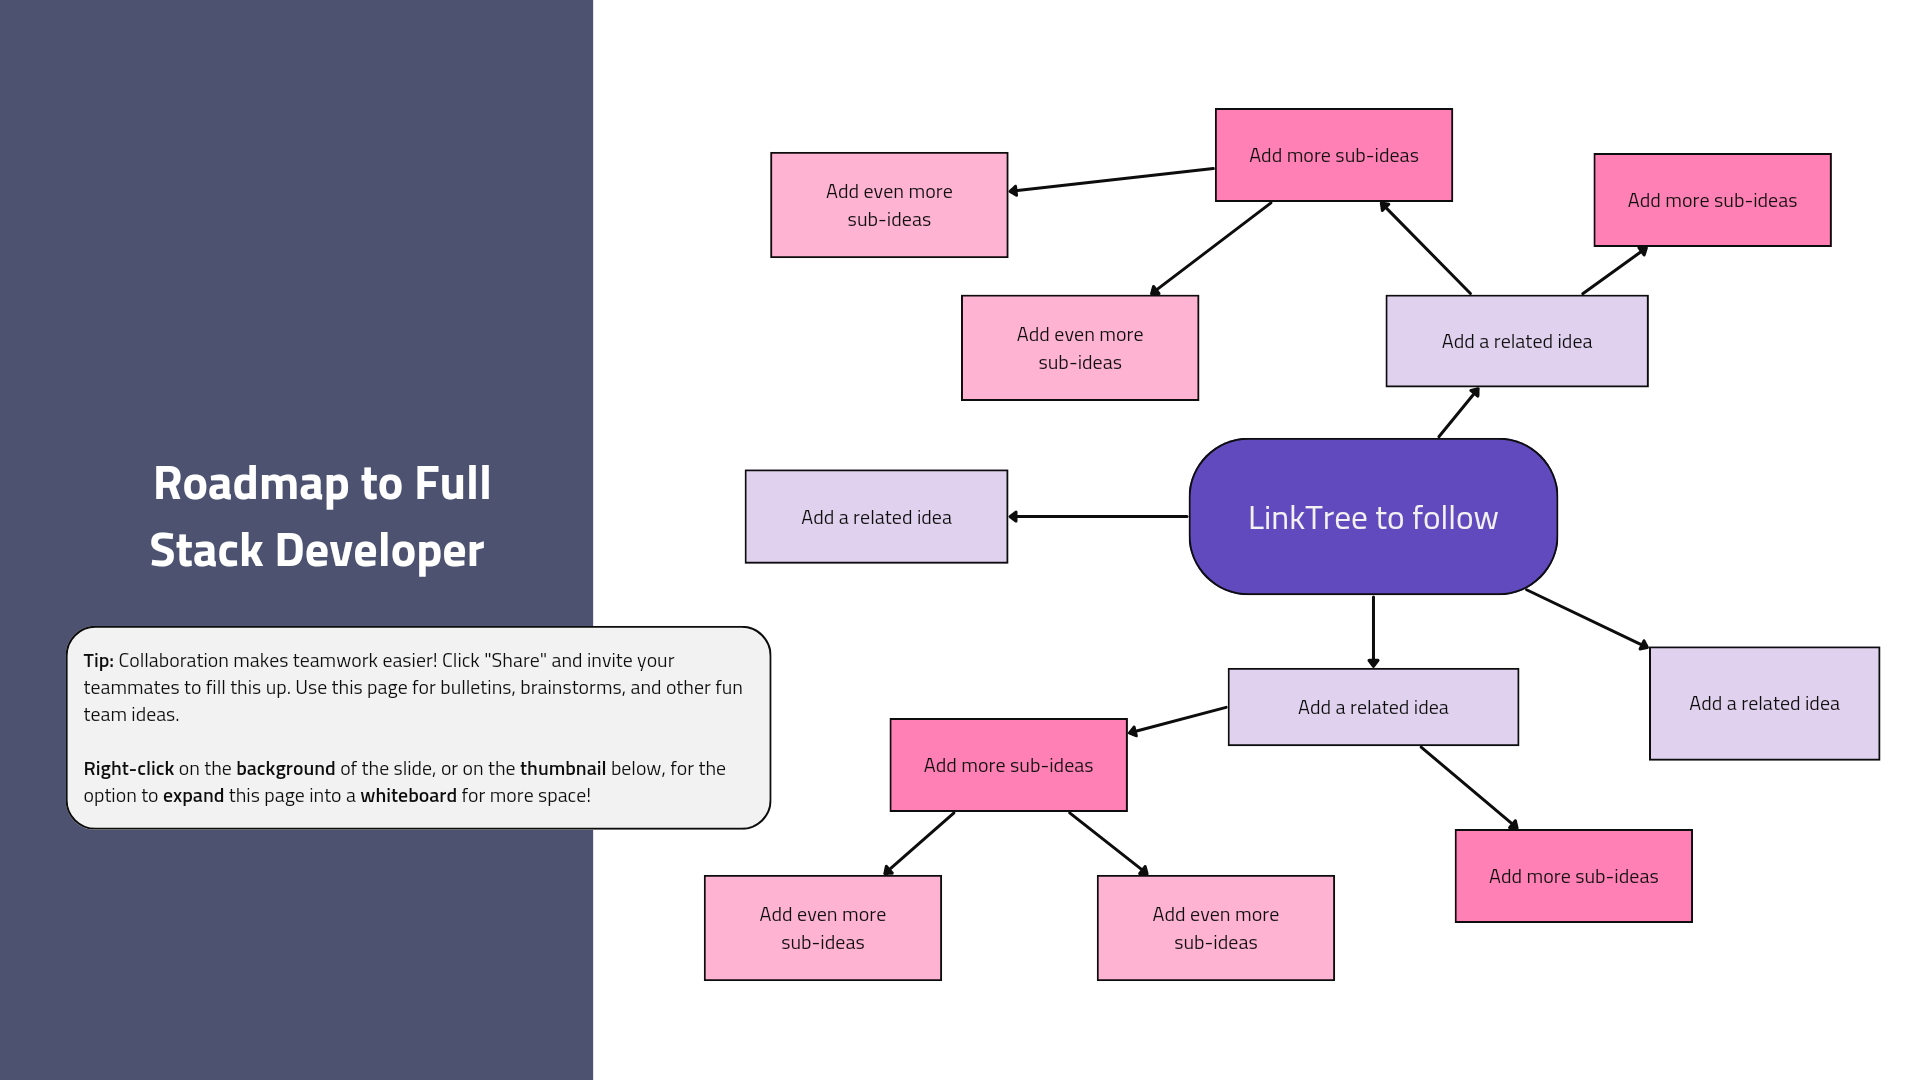 Roadmap to Full
Stack Developer
Tip: Collaboration makes teamwork easier! Click "Share" and invite your
teammates to fill this up. Use this page for bulletins, brainstorms, and other fun
team ideas.
Right-click on the background of the slide, or on the thumbnail below, for the
option to expand this page into a whiteboard for more space!
Add more sub-ideas
Add even more
sub-ideas
Add more sub-ideas
Add even more
sub-ideas
Add a related idea
Add a related idea
LinkTree to follow
Add a related idea
Add a related idea
Add more sub-ideas
Add more sub-ideas
Add even more
sub-ideas
Add even more
sub-ideas